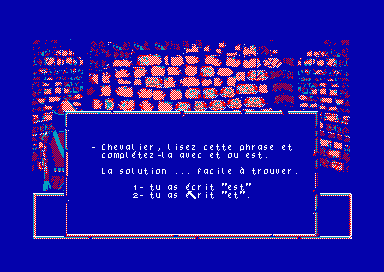 - Chevalier, lisez cette phrase et
complétez-la avec et ou est.
La solution ... facile à trouver.
1- tu as écrit "est"
2- tu as écrit "et".